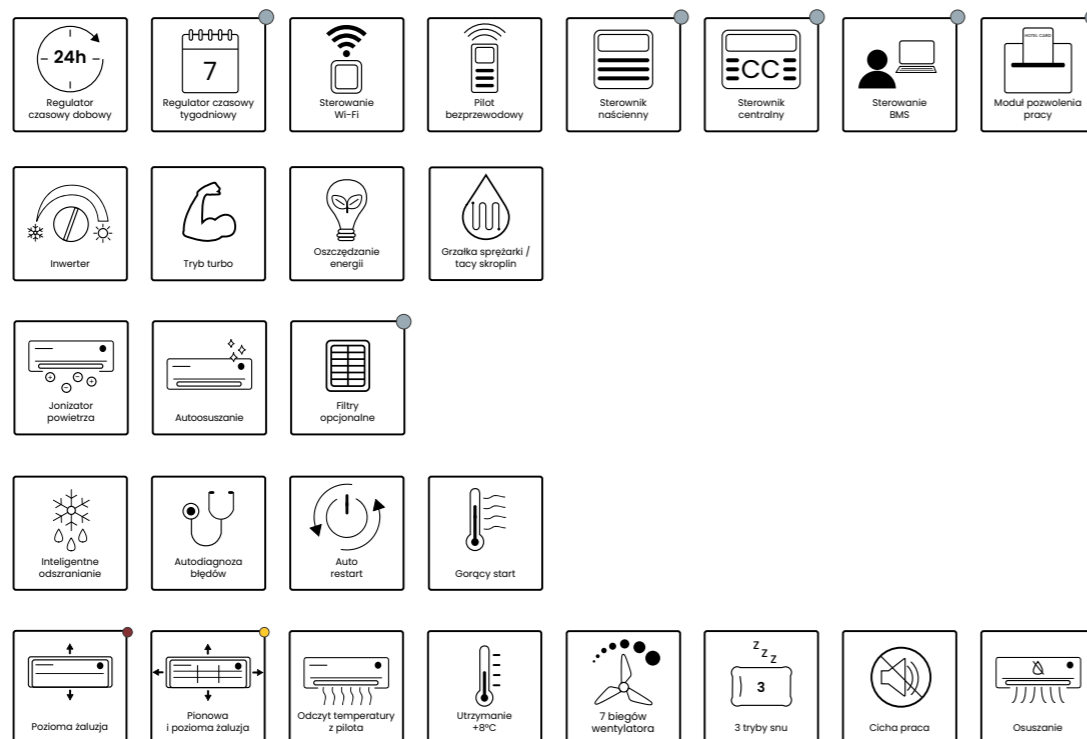 24h
Regulator
czasowy dobowy
7
Regulator czasowy
tygodniowy
Sterowanie
Wi-Fi
Pilot
bezprzewodowy
Sterownik
naścienny
CC
Sterownik
centralny
Sterowanie
BMS
HOTEL CARD
Moduł pozwolenia
pracy
Inwerter
Tryb turbo
Oszczędzanie
energii
Grzałka sprężarki /
tacy skroplin
Jonizator
powietrza
Autoosuszanie
Filtry
opcjonalne
Inteligentne
odszranianie
Autodiagnoza
błędów
Auto
restart
Gorący start
Pozioma żaluzja
Pionowa
i pozioma żaluzja
Odczyt temperatury
z pilota
Utrzymanie
+8°C
7 biegów
wentylatora
z z z
3
3 tryby snu
Cicha praca
Osuszanie